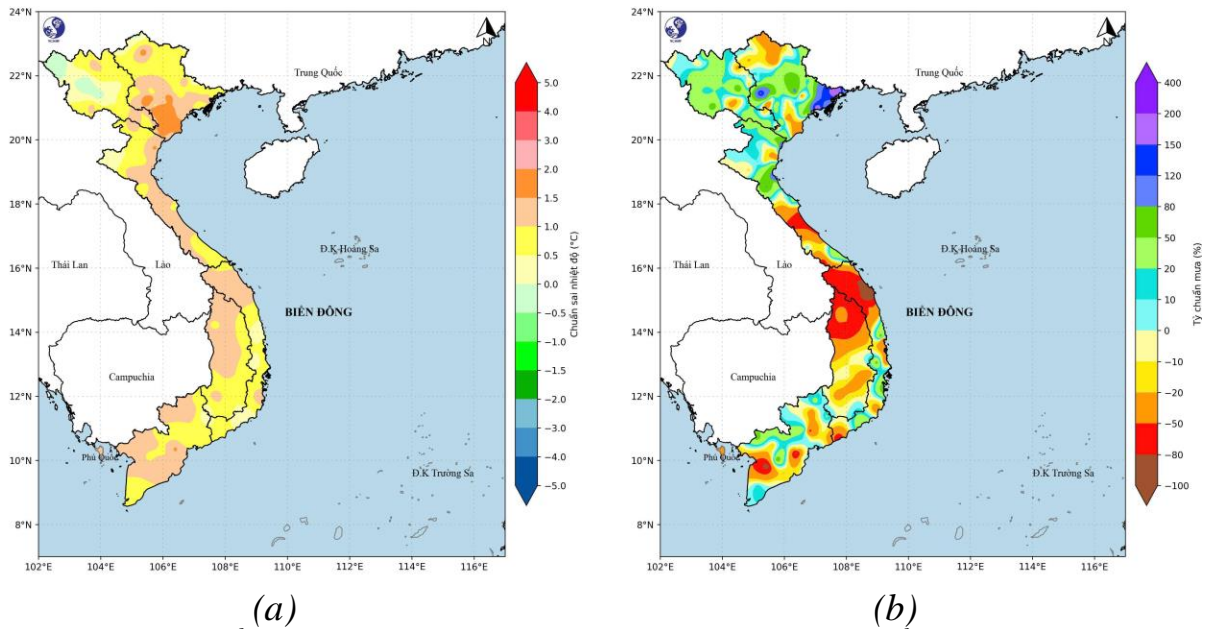 24°N
22°N
20°N
18°N
16°N
14°N
12°N
10°N
8°N
102°E 104°E 106°E 108°E 110°E 112°E 114°E 116°E
N
Trung Quốc
Đ.K Hoàng Sa
Thái Lan
Lào
BIỂN ĐÔNG
Campuchia
Phú Quốc
Đ.K Trường Sa
5.0
4.0
3.0
2.0
1.5
1.0
0.5
0.0
−0.5
−1.0
−1.5
−2.0
−3.0
−4.0
−5.0
Chuẩn sai nhiệt độ (°C)
(a)
24°N
22°N
20°N
18°N
16°N
14°N
12°N
10°N
8°N
102°E 104°E 106°E 108°E 110°E 112°E 114°E 116°E
N
Trung Quốc
Đ.K Hoàng Sa
Thái Lan
Lào
BIỂN ĐÔNG
Campuchia
Phú Quốc
Đ.K Trường Sa
400
200
150
120
80
50
20
10
0
−10
−20
−50
−80
−100
Tỷ chuẩn mưa (%)
(b)